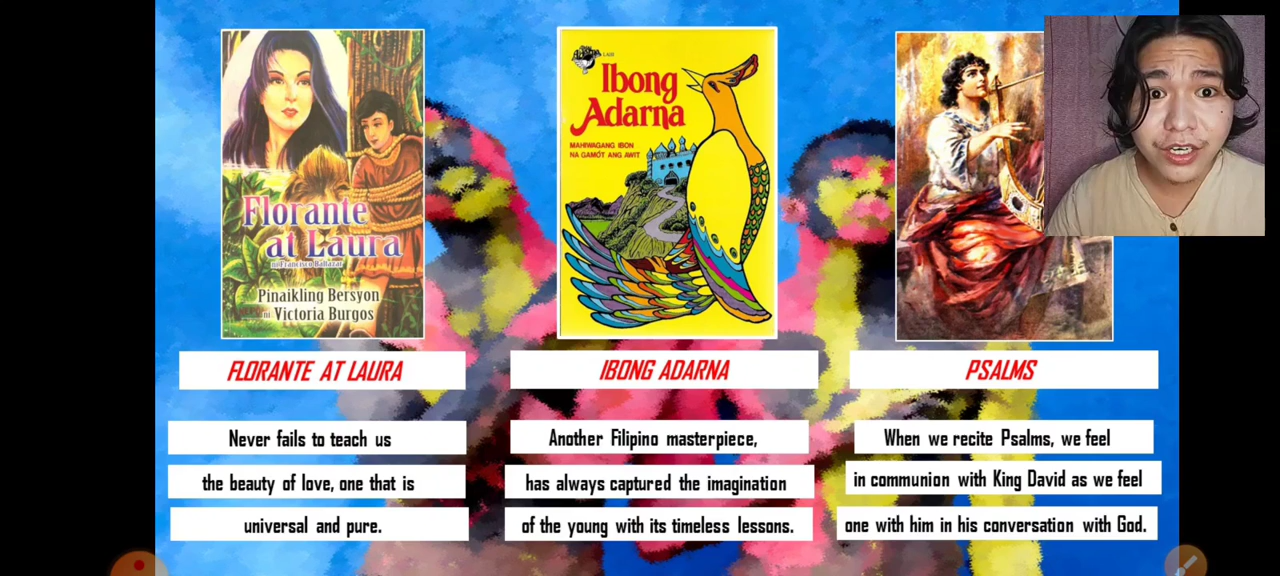 Florante
at Laura
ni Francisco Baltazar
Pinaikling Bersyon
ni Victoria Burgos
Adarna
Ibong
Adarna
MAHIWAGANG IBON
NA GAMÓT ANG AWIT
FLORANTE AT LAURA
Never fails to teach us
the beauty of love, one that is
universal and pure.
IBONG ADARNA
Another Filipino masterpiece,
has always captured the imagination
of the young with its timeless lessons.
PSALMS
When we recite Psalms, we feel
in communion with King David as we feel
one with him in his conversation with God.